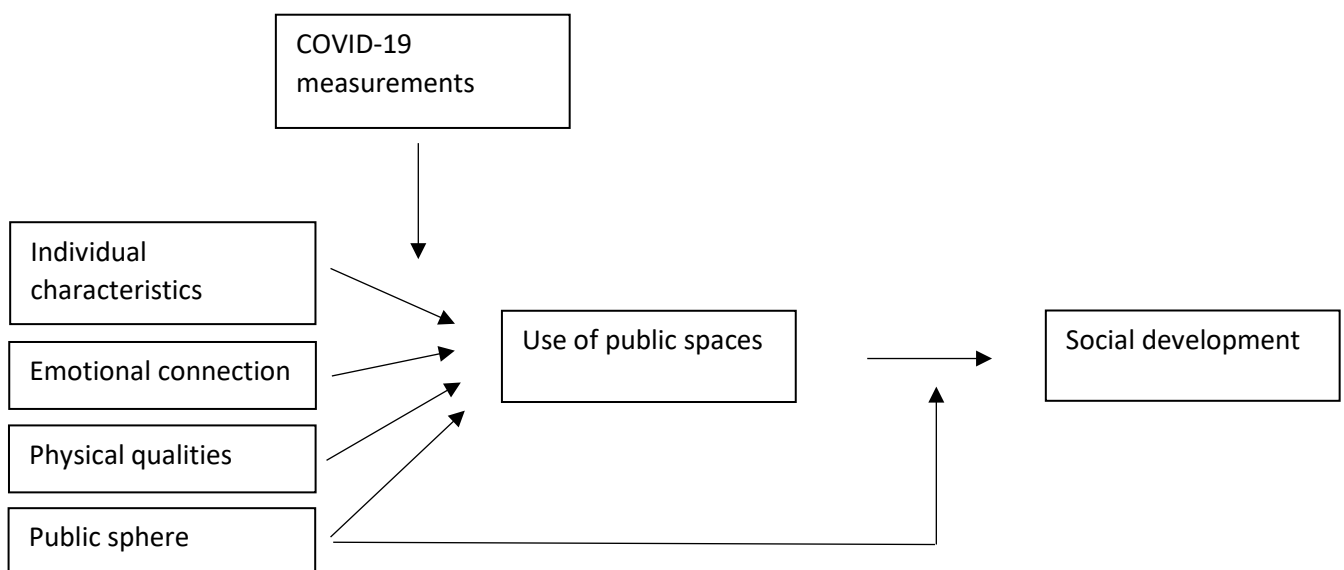 COVID-19
measurements
Individual
characteristics
Emotional connection
Physical qualities
Public sphere
Use of public spaces
Social development